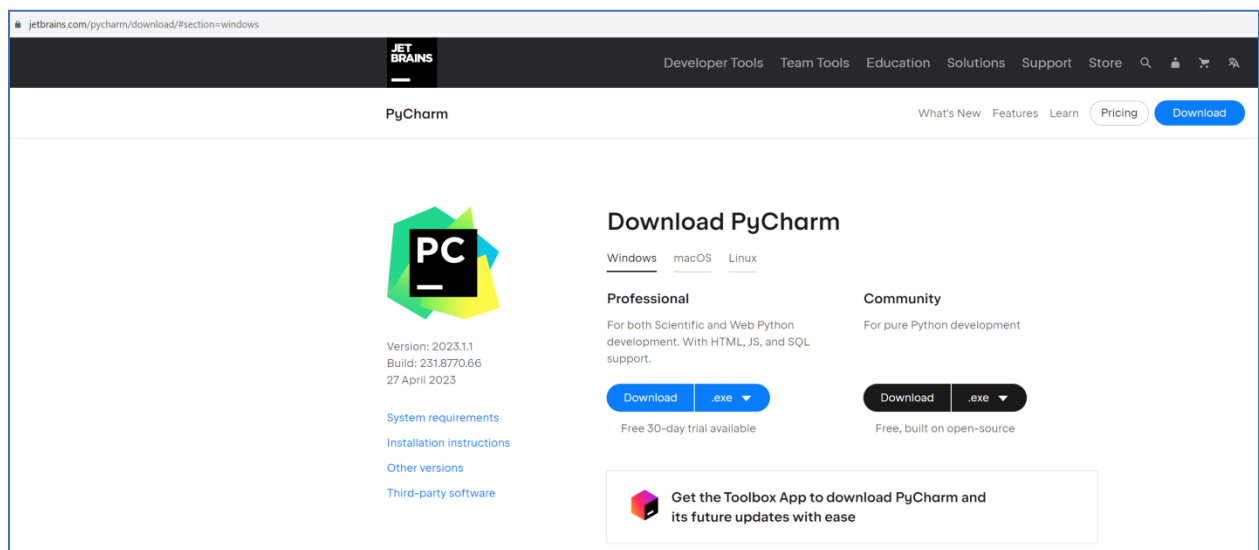 jetbrains.com/pycharm/download/#section=windows
JET
BRAINS
Developer Tools Team Tools Education Solutions Support Store
PyCharm
What's New Features Learn Pricing Download
PC
Version: 2023.1.1
Build: 231.8770.66
27 April 2023
System requirements
Installation instructions
Other versions
Third-party software
Download PyCharm
Windows macOS Linux
Professional
For both Scientific and Web Python
development. With HTML, JS, and SQL
support.
Download .exe
Free 30-day trial available
Community
For pure Python development
Download .exe
Free, built on open-source
Get the Toolbox App to download PyCharm and
its future updates with ease